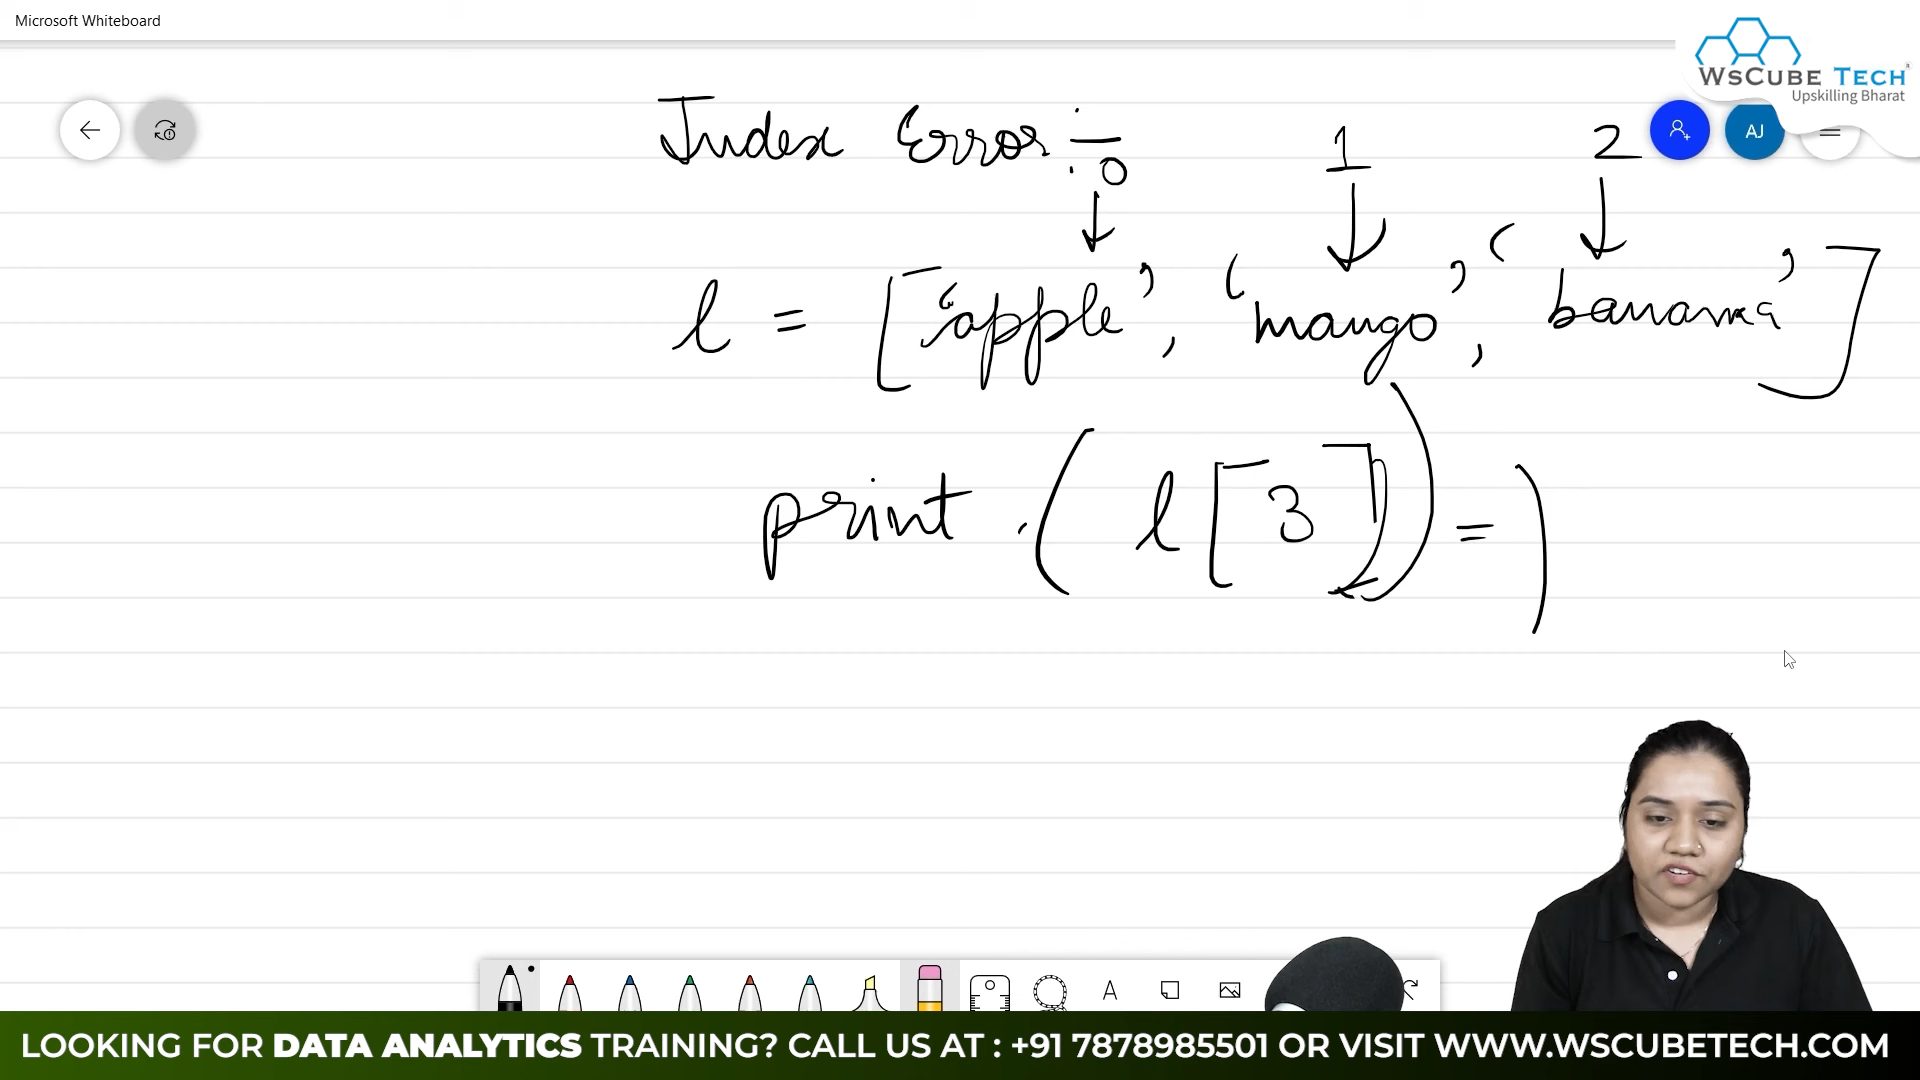 Microsoft Whiteboard
WsCube Tech
Upskilling Bharat
AJ
Index Error :-
0 1 2
l = ['apple', 'mango', 'banana']
print (l[3]) =)
A
LOOKING FOR DATA ANALYTICS TRAINING? CALL US AT : +91 7878985501 OR VISIT WWW.WSCUBETECH.COM